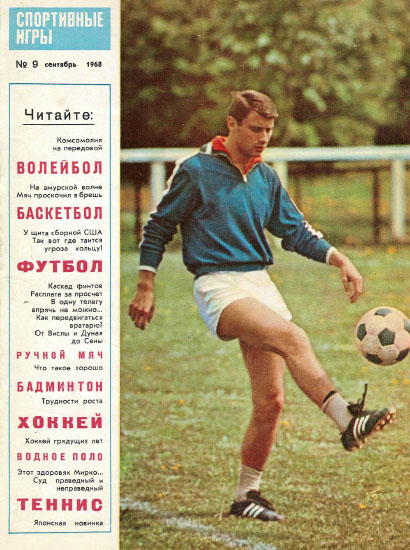 СПОРТИВНЫЕ
ИГРЫ
№ 9 сентябрь 1968
Читайте:
Комсомолия
на передовой
ВОЛЕЙБОЛ
На амурской волне
Мяч проскочил в брешь
БАСКЕТБОЛ
У щита сборной США
Так вот где таится
угроза кольцу!
ФУТБОЛ
Каскад финтов
Расплата за просчет
В одну телегу
впрячь не можно...
Как передвигаться
вратарю?
От Вислы и Дуная
до Сены
РУЧНОЙ МЯЧ
Что такое хорошо
БАДМИНТОН
Трудности роста
ХОККЕЙ
Хоккей грядущих лет
ВОДНОЕ ПОЛО
Этот здоровяк Мирко...
Суд праведный и
неправедный
ТЕННИС
Японская новинка